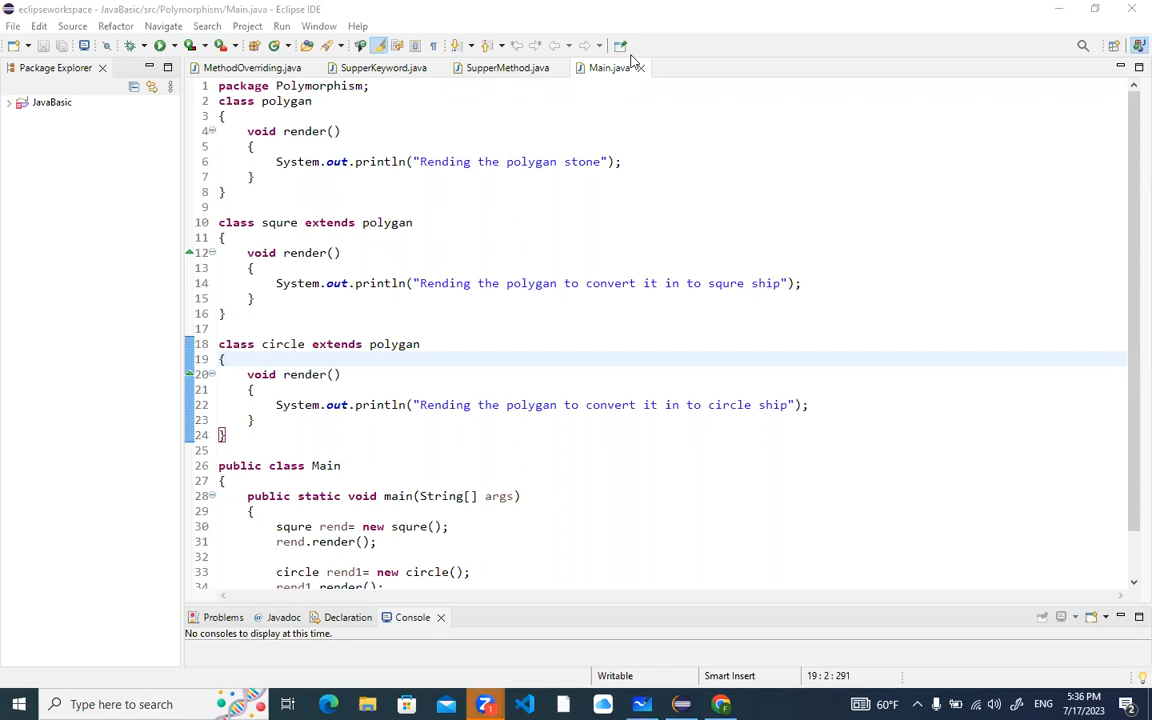 eclipseworkspace - JavaBasic/src/Polymorphism/Main.java - Eclipse IDE
File Edit Source Refactor Navigate Search Project Run Window Help
Package Explorer
MethodOverriding.java SupperKeyword.java SupperMethod.java Main.java
JavaBasic
1 package Polymorphism;
2 class polygan
3 {
4 void render()
5 {
6 System.out.println("Rending the polygan stone");
7 }
8 }
9
10 class squre extends polygan
11 {
12 void render()
13 {
14 System.out.println("Rending the polygan to convert it in to squre ship");
15 }
16 }
17
18 class circle extends polygan
19 {
20 void render()
21 {
22 System.out.println("Rending the polygan to convert it in to circle ship");
23 }
24 }
25
26 public class Main
27 {
28 public static void main(String[] args)
29 {
30 squre rend= new squre();
31 rend.render();
32
33 circle rend1= new circle();
34 rend1.render();
Problems @ Javadoc Declaration Console
No consoles to display at this time.
Writable Smart Insert 19 : 2 : 291
Type here to search
60°F ENG
5:36 PM
7/17/2023